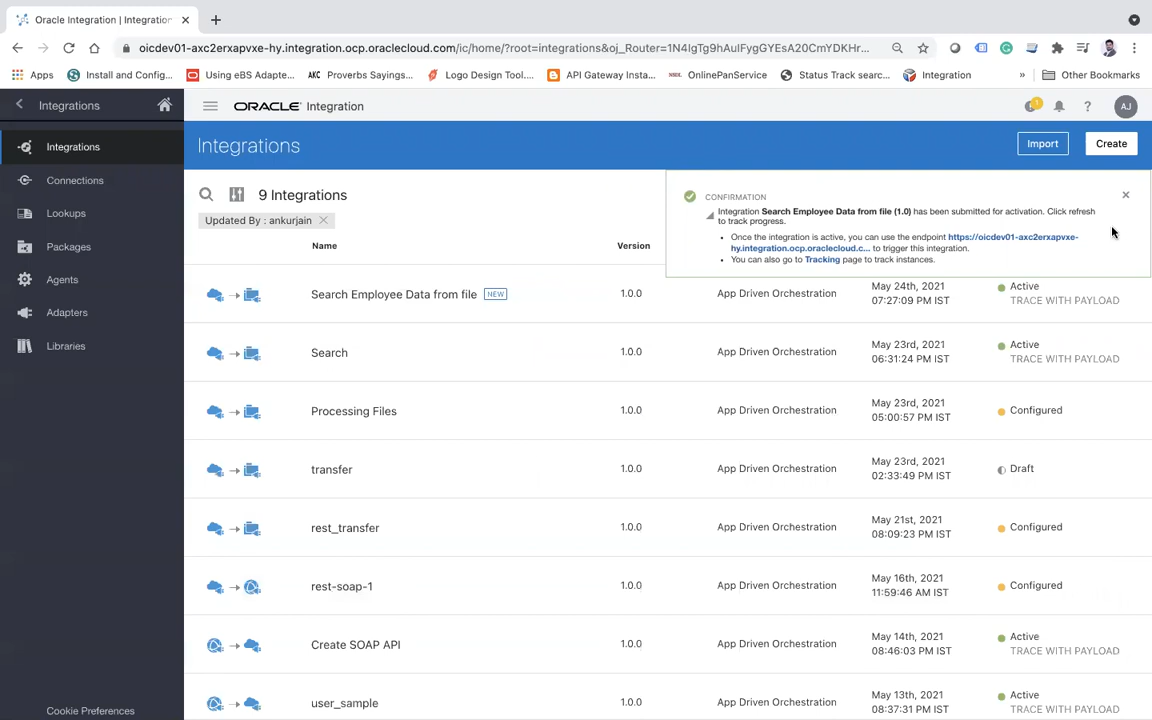 Oracle Integration | Integration
oicdev01-axc2erxapvxe-hy.integration.ocp.oraclecloud.com/ic/home/?root=integrations&oj_Router=1N4IgTg9hAulFygGYEsA20CmYDKHr...
Apps
Install and Config...
Using eBS Adapte...
AKC Proverbs Sayings...
Logo Design Tool....
API Gateway Insta...
OnlinePanService
Status Track searc...
Integration
»
Other Bookmarks
Integrations
ORACLE Integration
AJ
Integrations
Connections
Lookups
Packages
Agents
Adapters
Libraries
Cookie Preferences
Integrations
Import
Create
9 Integrations
Updated By : ankurjain
CONFIRMATION
Integration Search Employee Data from file (1.0) has been submitted for activation. Click refresh
to track progress.
• Once the integration is active, you can use the endpoint https://oicdev01-axc2erxapvxe-
hy.integration.ocp.oraclecloud.c... to trigger this integration.
• You can also go to Tracking page to track instances.
Name Version
Search Employee Data from file NEW 1.0.0 App Driven Orchestration May 24th, 2021 Active
07:27:09 PM IST TRACE WITH PAYLOAD
Search 1.0.0 App Driven Orchestration May 23rd, 2021 Active
06:31:24 PM IST TRACE WITH PAYLOAD
Processing Files 1.0.0 App Driven Orchestration May 23rd, 2021 Configured
05:00:57 PM IST
transfer 1.0.0 App Driven Orchestration May 23rd, 2021 Draft
02:33:49 PM IST
rest_transfer 1.0.0 App Driven Orchestration May 21st, 2021 Configured
08:09:23 PM IST
rest-soap-1 1.0.0 App Driven Orchestration May 16th, 2021 Configured
11:59:46 AM IST
Create SOAP API 1.0.0 App Driven Orchestration May 14th, 2021 Active
08:46:03 PM IST TRACE WITH PAYLOAD
user_sample 1.0.0 App Driven Orchestration May 13th, 2021 Active
08:37:31 PM IST TRACE WITH PAYLOAD